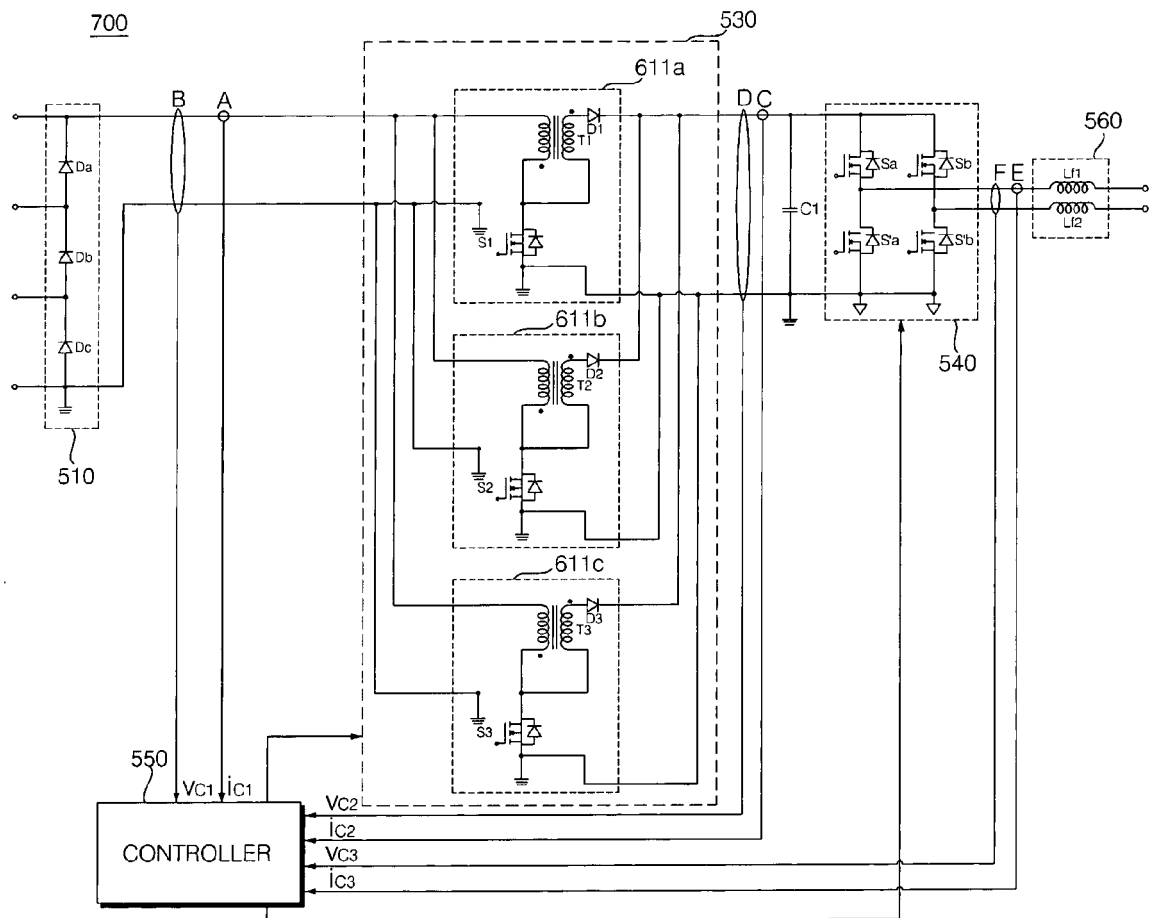 700
530
611a
B
A
D1
T1
D
C
560
Da
Sa
Sb
F
E
Lf1
Lf2
S1
C1
S'a
S'b
Db
611b
540
Dc
D2
T2
510
S2
611c
D3
T3
S3
550
VC1
iC1
VC2
iC2
CONTROLLER
VC3
iC3